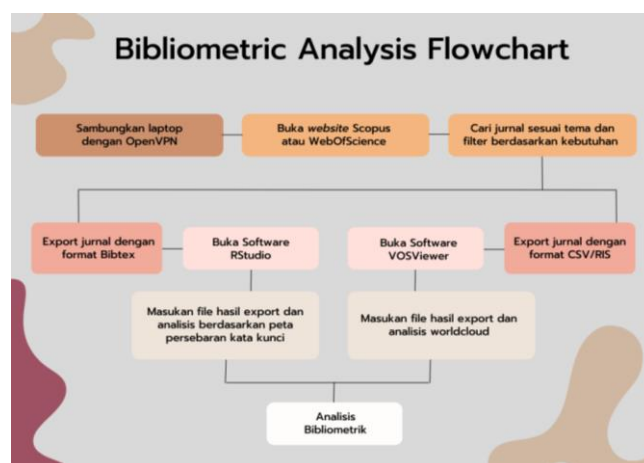 Bibliometric Analysis Flowchart
Sambungkan laptop
dengan OpenVPN
Buka website Scopus
atau WebOfScience
Cari jurnal sesuai tema dan
filter berdasarkan kebutuhan
Export jurnal dengan
format Bibtex
Buka Software
RStudio
Buka Software
VOSViewer
Export jurnal dengan
format CSV/RIS
Masukan file hasil export dan
analisis berdasarkan peta
persebaran kata kunci
Masukan file hasil export dan
analisis worldcloud
Analisis
Bibliometrik